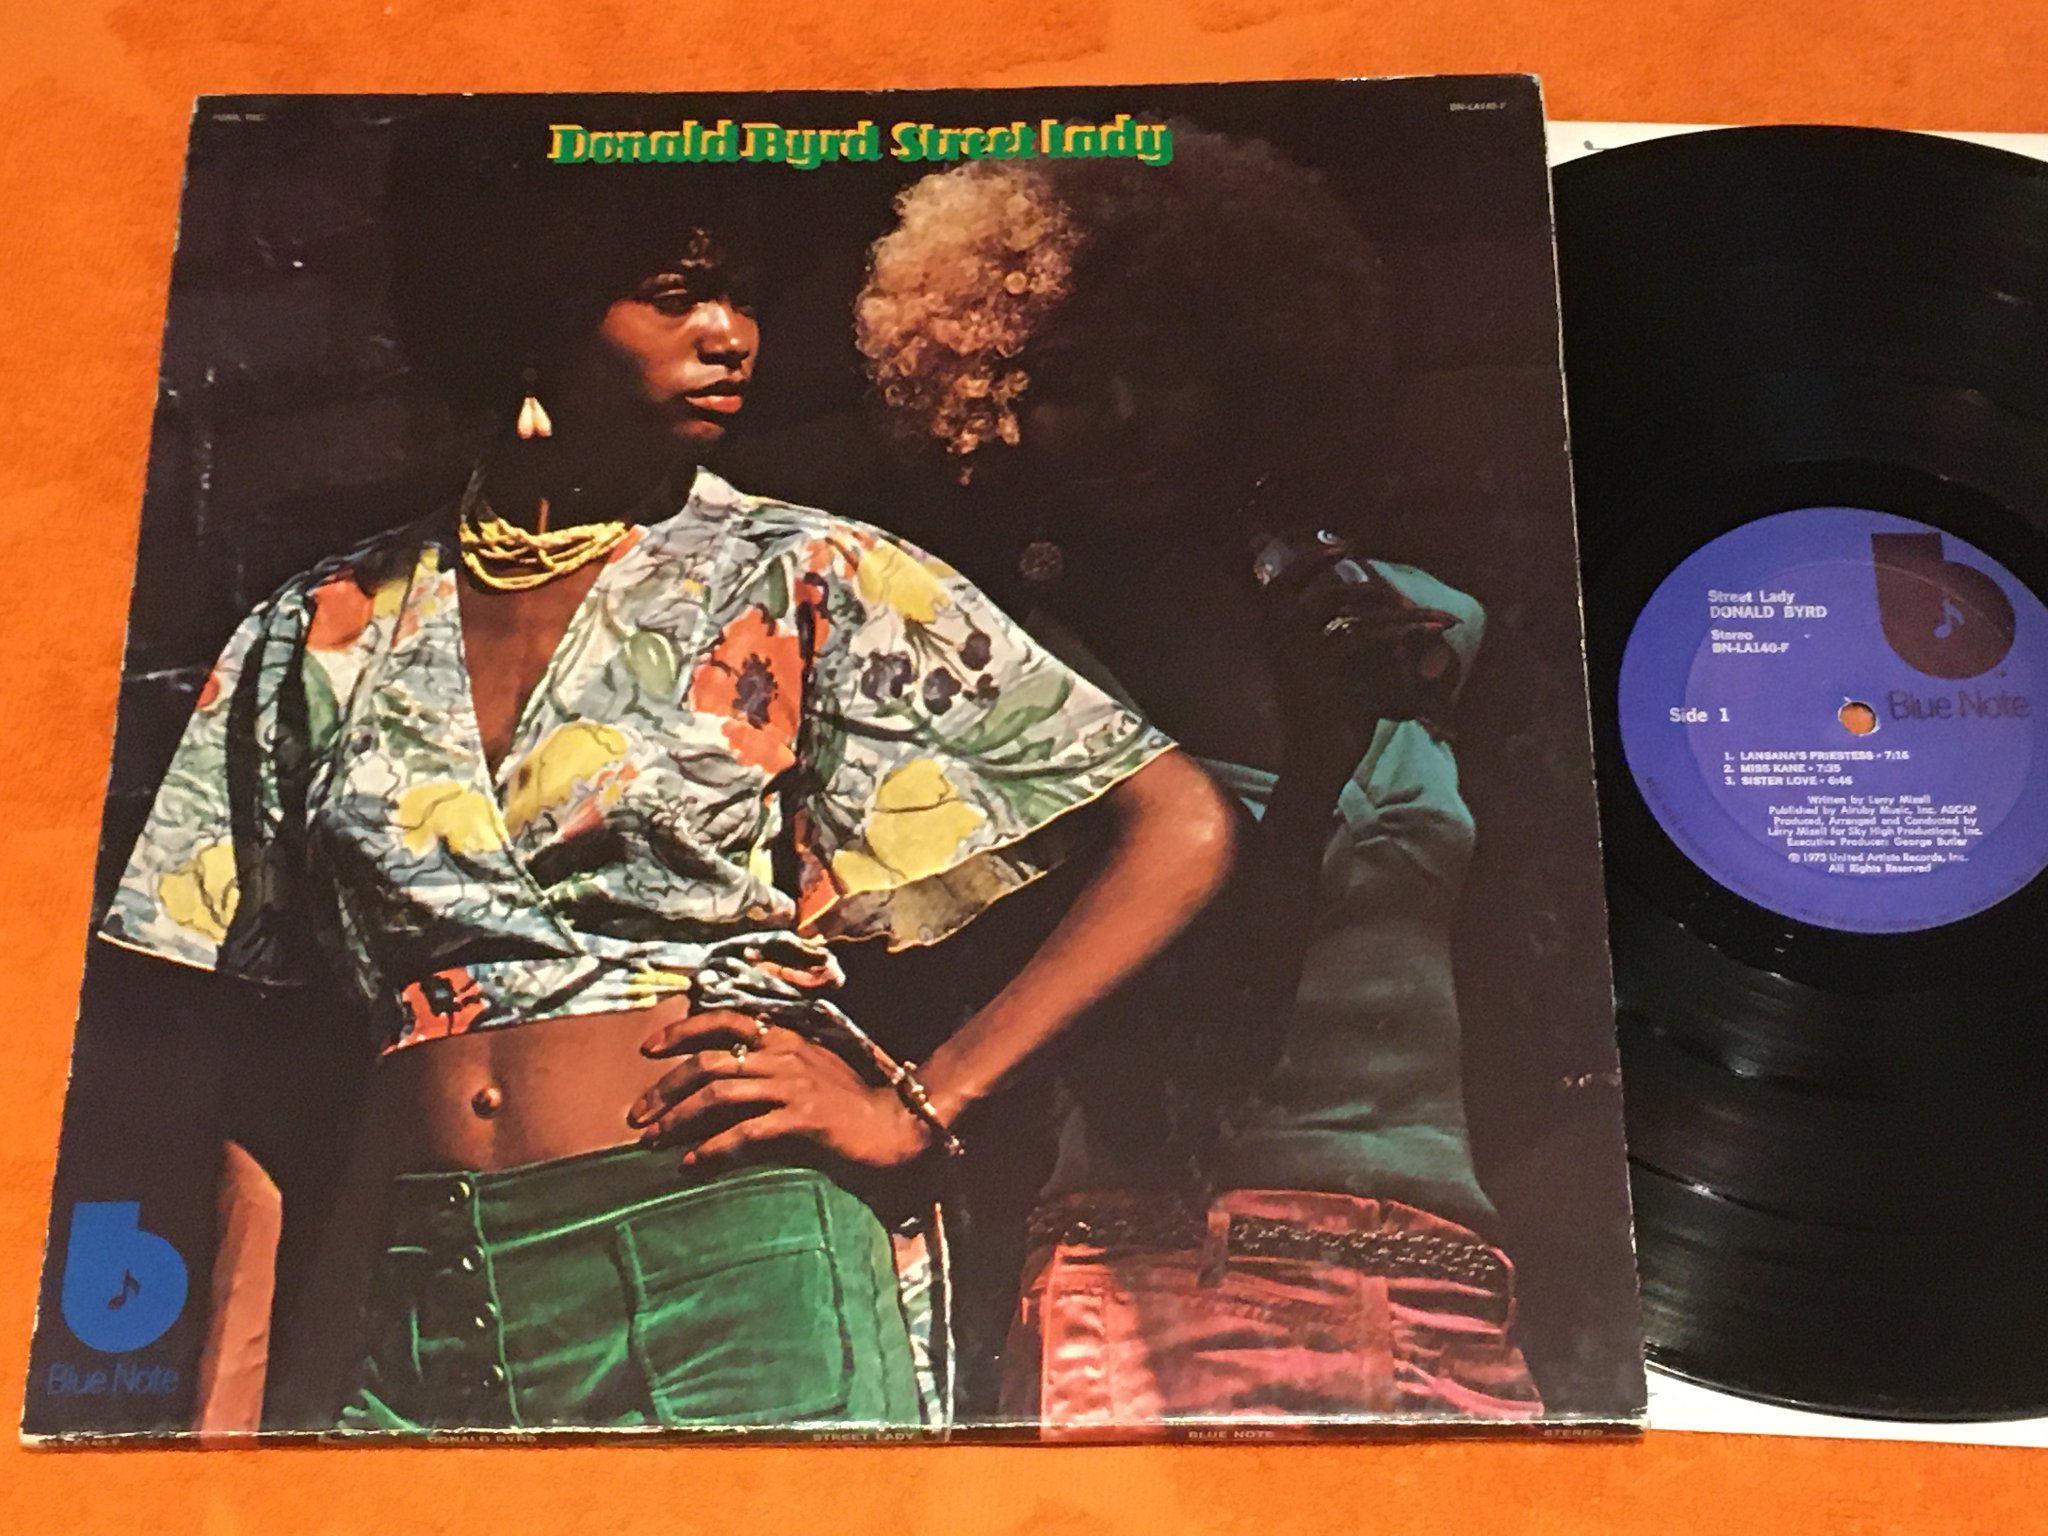 BN-LA140-F
Donald Byrd Street Lady
b
Blue Note
BN-LA140-F DONALD BYRD STREET LADY BLUE NOTE STEREO
Street Lady
DONALD BYRD
Stereo
BN-LA140-F
b
Blue Note
Side 1
1. LANSANA'S PRIESTESS • 7:16
2. MISS KANE • 7:35
3. SISTER LOVE • 6:46
Written by Larry Mizell
Published by Alruby Music, Inc. ASCAP
Produced, Arranged and Conducted by
Larry Mizell for Sky High Productions, Inc.
Executive Producer: George Butler
℗ 1973 United Artists Records, Inc.
All Rights Reserved